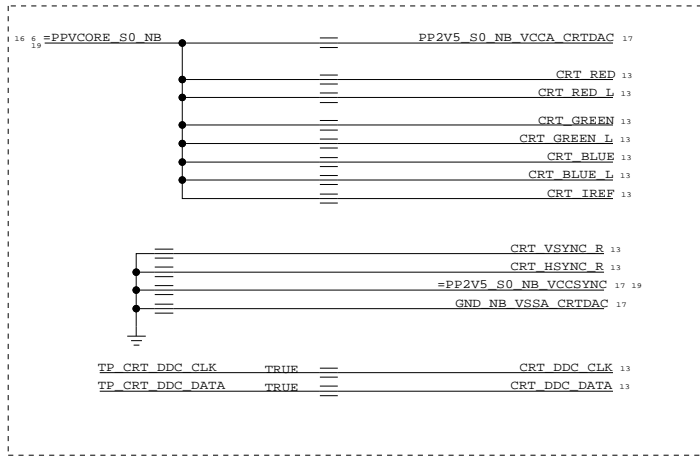 16 6 =PPVCORE_S0_NB PP2V5_S0_NB_VCCA_CRTDAC 17
19
CRT_RED 13
CRT_RED_L 13
CRT_GREEN 13
CRT_GREEN_L 13
CRT_BLUE 13
CRT_BLUE_L 13
CRT_IREF 13
CRT_VSYNC_R 13
CRT_HSYNC_R 13
=PP2V5_S0_NB_VCCSYNC 17 19
GND_NB_VSSA_CRTDAC 17
TP_CRT_DDC_CLK TRUE CRT_DDC_CLK 13
TP_CRT_DDC_DATA TRUE CRT_DDC_DATA 13